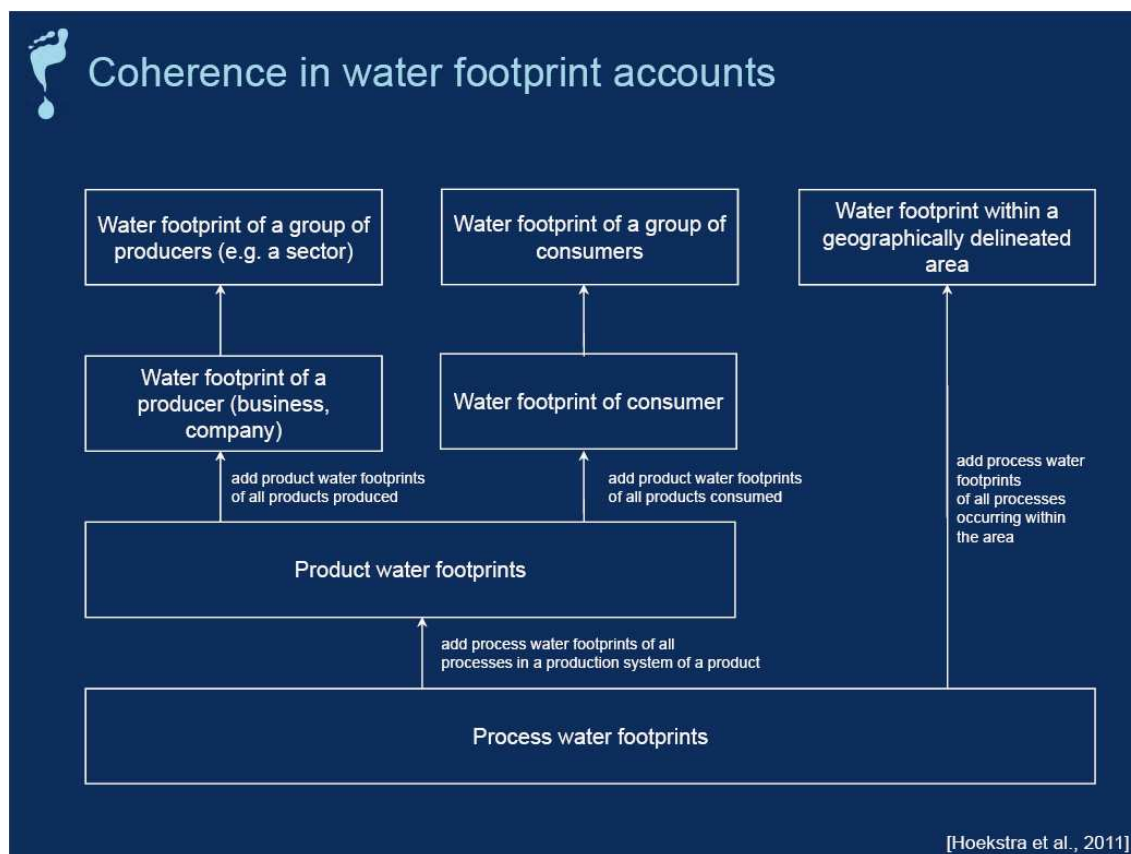 Coherence in water footprint accounts
Water footprint of a group of
producers (e.g. a sector)
Water footprint of a group of
consumers
Water footprint within a
geographically delineated
area
Water footprint of a
producer (business,
company)
Water footprint of consumer
add product water footprints
of all products produced
add product water footprints
of all products consumed
add process water
footprints
of all processes
occurring within
the area
Product water footprints
add process water footprints of all
processes in a production system of a product
Process water footprints
[Hoekstra et al., 2011]